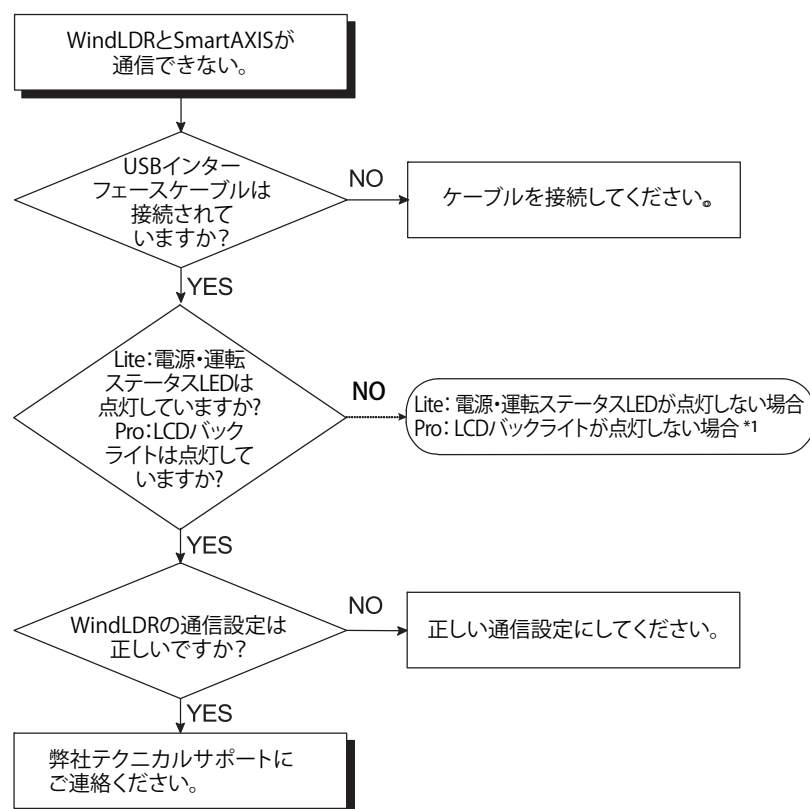 WindLDRとSmartAXISが
通信できない。
USBインター
フェースケーブルは
接続されて
いますか？
NO
ケーブルを接続してください。
YES
Lite：電源・運転
ステータスLEDは
点灯していますか?
Pro：LCDバック
ライトは点灯して
いますか?
NO
Lite： 電源・運転ステータスLEDが点灯しない場合
Pro： LCDバックライトが点灯しない場合 *1
YES
WindLDRの通信設定は
正しいですか？
NO
正しい通信設定にしてください。
YES
弊社テクニカルサポートに
ご連絡ください。